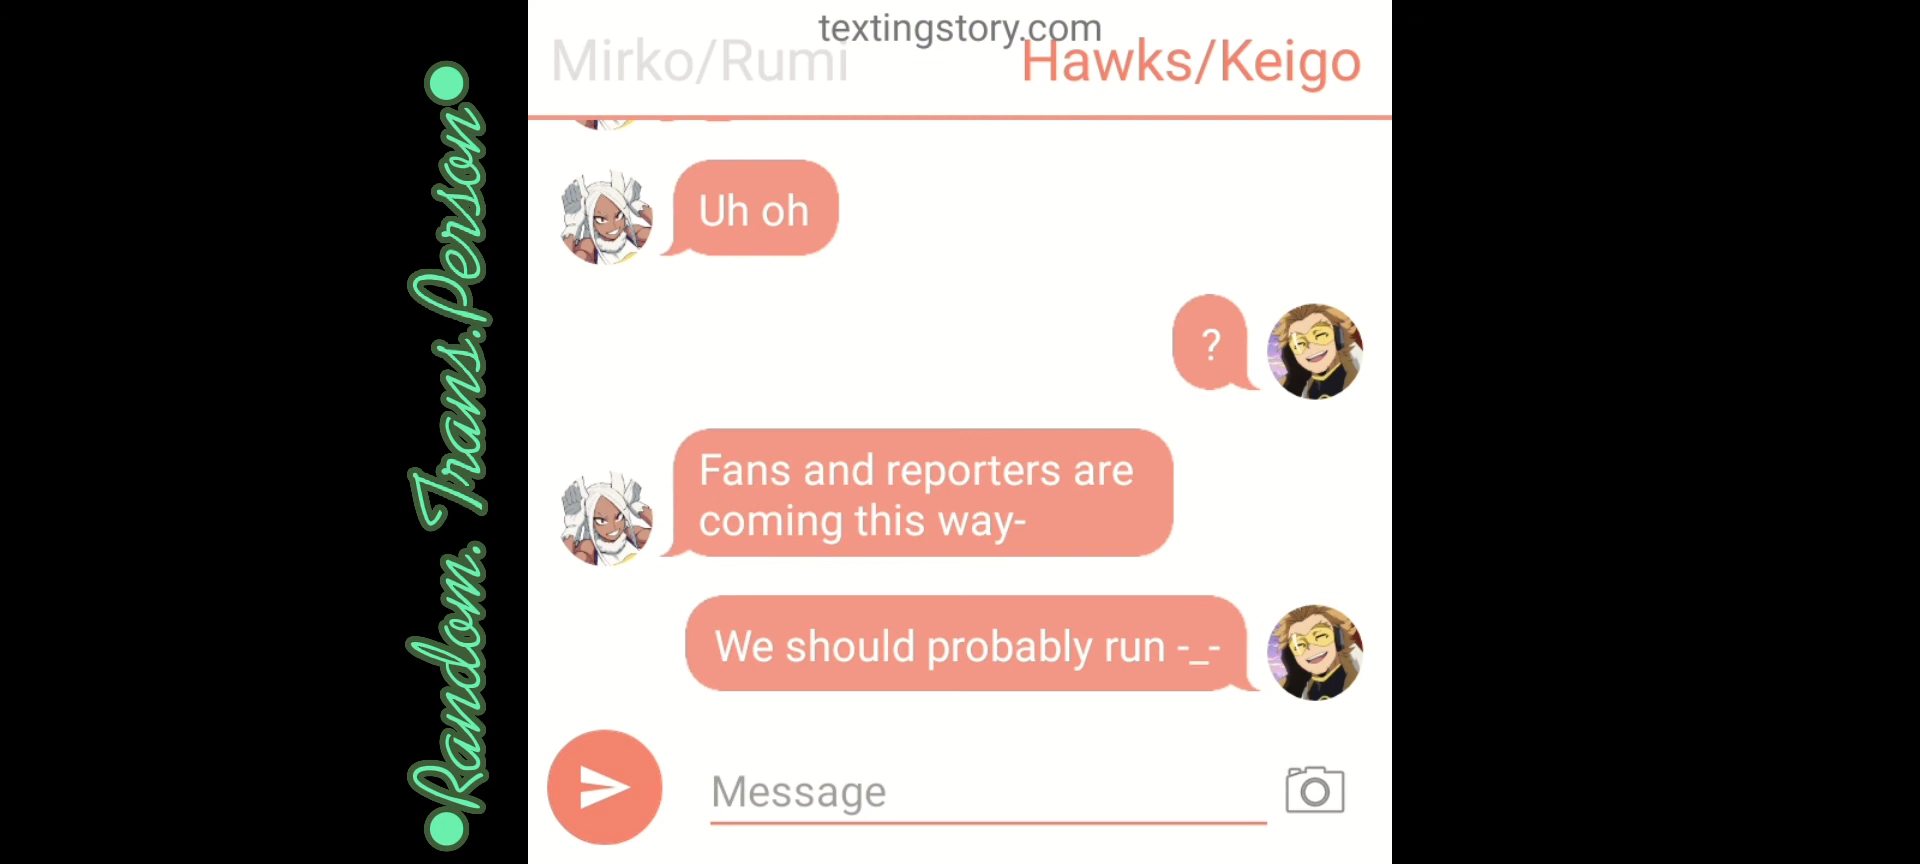 textingstory.com
Mirko/Rumi
Hawks/Keigo
Uh oh
?
Fans and reporters are
coming this way-
We should probably run -_-
Message
•Random. Trans.Person•